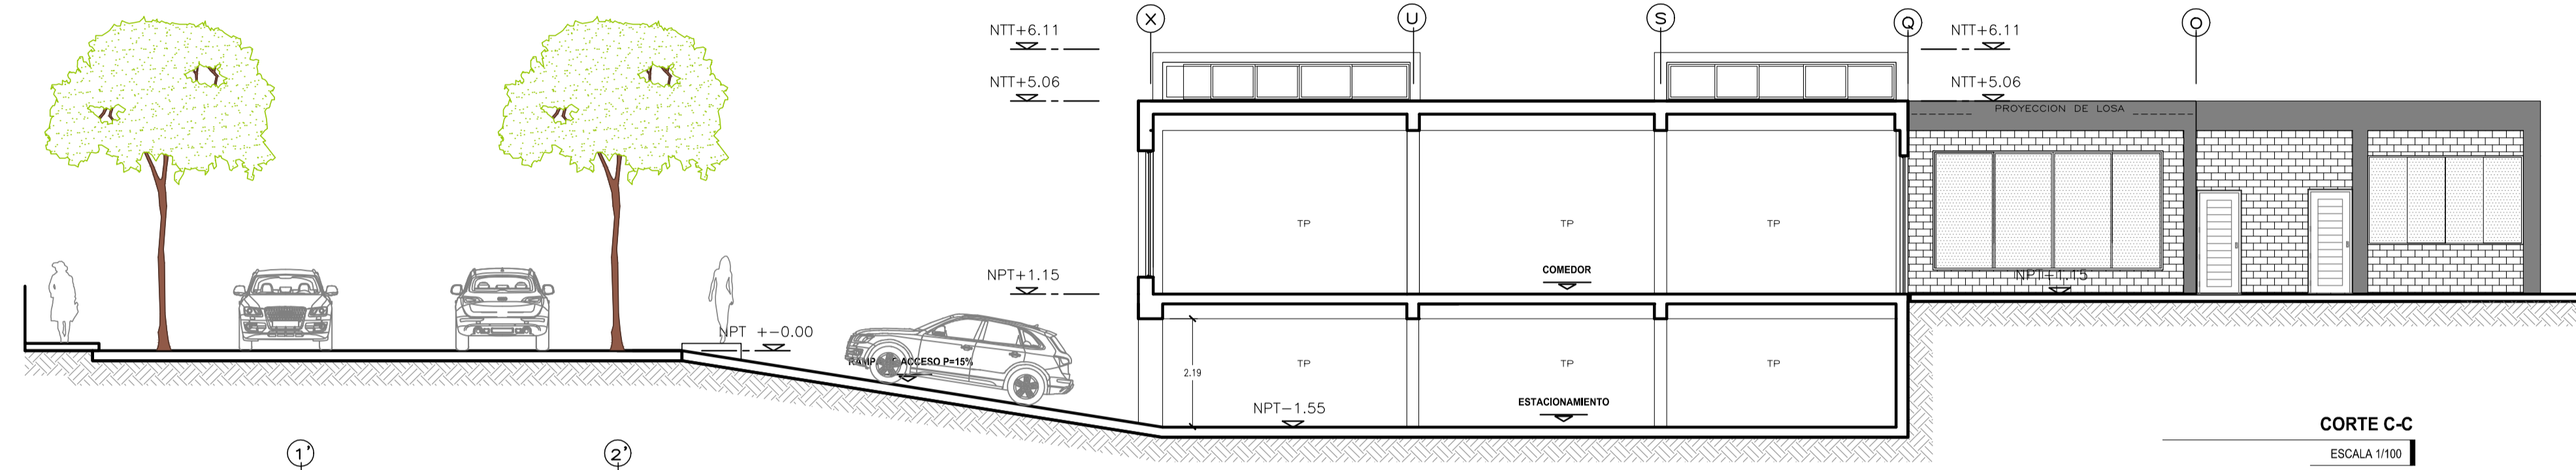 X
U
S
Q
O
NTT+6.11
NTT+6.11
NTT+5.06
NTT+5.06
PROYECCION DE LOSA
TP
TP
TP
COMEDOR
NPT+1.15
NPT+1.15
NPT +-0.00
ACCESO P=15%
2.19
TP
TP
TP
NPT-1.55
ESTACIONAMIENTO
1'
2'
CORTE C-C
ESCALA 1/100